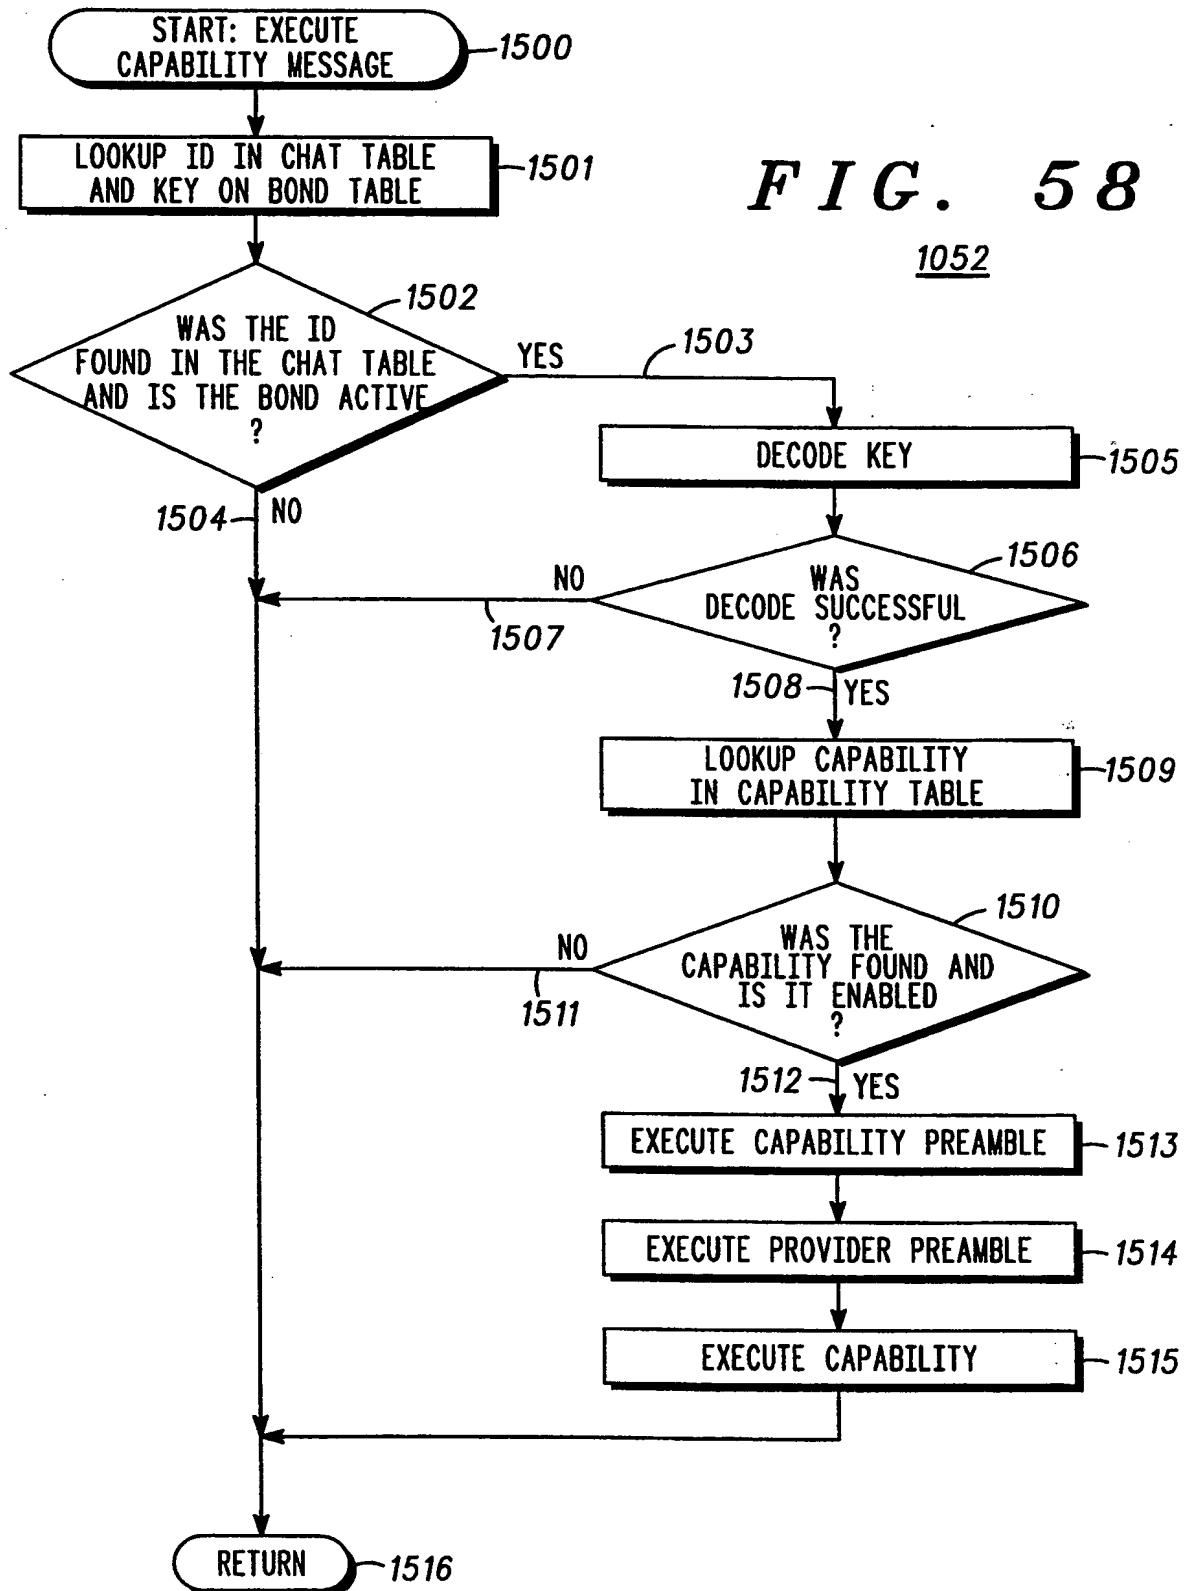 START: EXECUTE
CAPABILITY MESSAGE
1500
LOOKUP ID IN CHAT TABLE
AND KEY ON BOND TABLE
1501
FIG. 58
1052
1502
WAS THE ID
FOUND IN THE CHAT TABLE
AND IS THE BOND ACTIVE
?
YES
1503
DECODE KEY
1505
1504
NO
1506
WAS
DECODE SUCCESSFUL
?
NO
1507
1508
YES
LOOKUP CAPABILITY
IN CAPABILITY TABLE
1509
1510
WAS THE
CAPABILITY FOUND AND
IS IT ENABLED
?
NO
1511
1512
YES
EXECUTE CAPABILITY PREAMBLE
1513
EXECUTE PROVIDER PREAMBLE
1514
EXECUTE CAPABILITY
1515
RETURN
1516